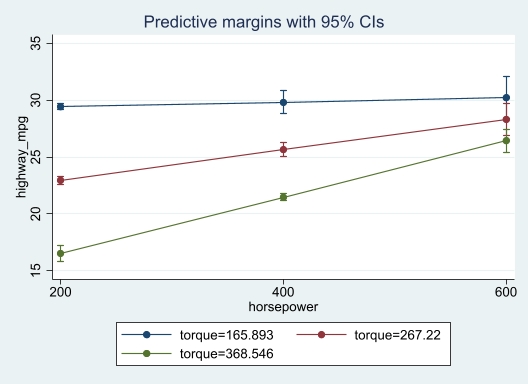 Predictive margins with 95% CIs
highway_mpg
35
30
25
20
15
200 400 600
horsepower
torque=165.893 torque=267.22
torque=368.546